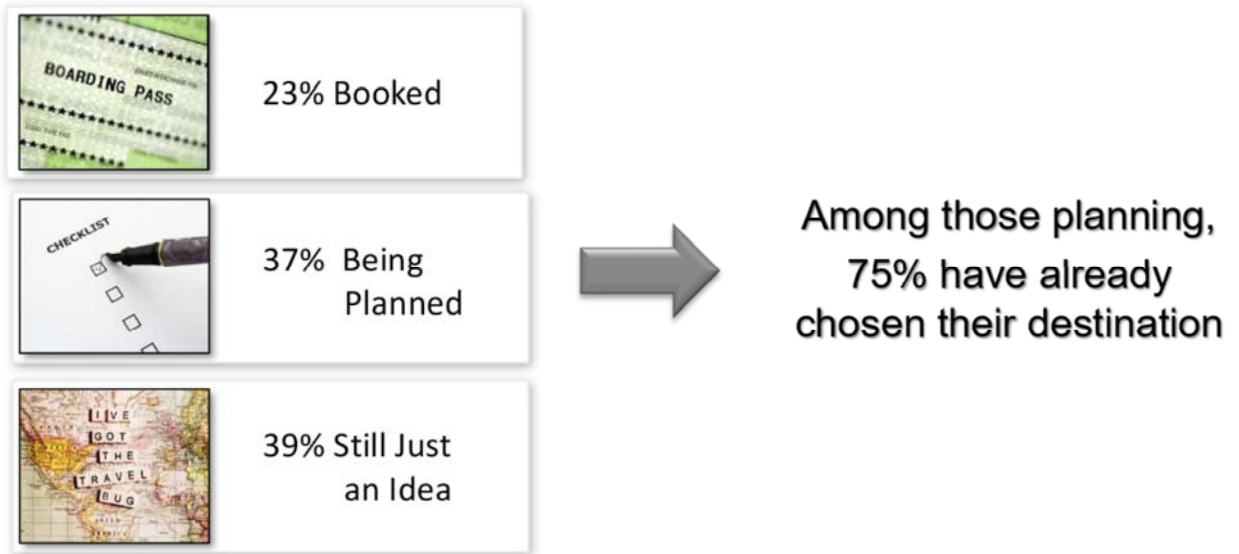 BOARDING PASS
23% Booked
CHECKLIST
37% Being
Planned
I'VE
GOT
THE
TRAVEL
BUG
39% Still Just
an Idea
Among those planning,
75% have already
chosen their destination